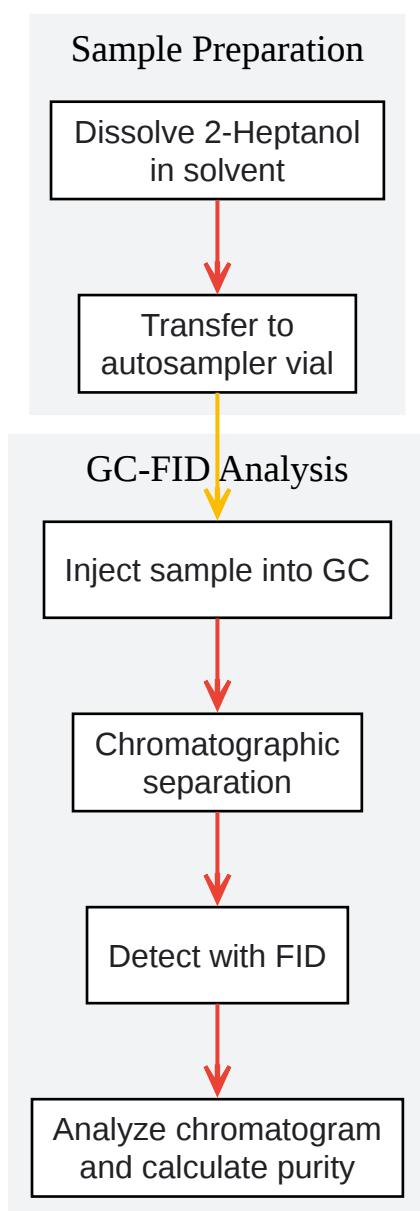 Sample Preparation
Dissolve 2-Heptanol
in solvent
Transfer to
autosampler vial
GC-FID Analysis
Inject sample into GC
Chromatographic
separation
Detect with FID
Analyze chromatogram
and calculate purity